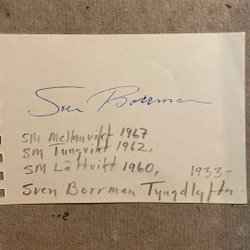 Sven Borrman
SM Mellanvikt 1967
SM Tungvikt 1962,
SM Lättvikt 1960, 1933-
Sven Borrman Tyngdlyftn